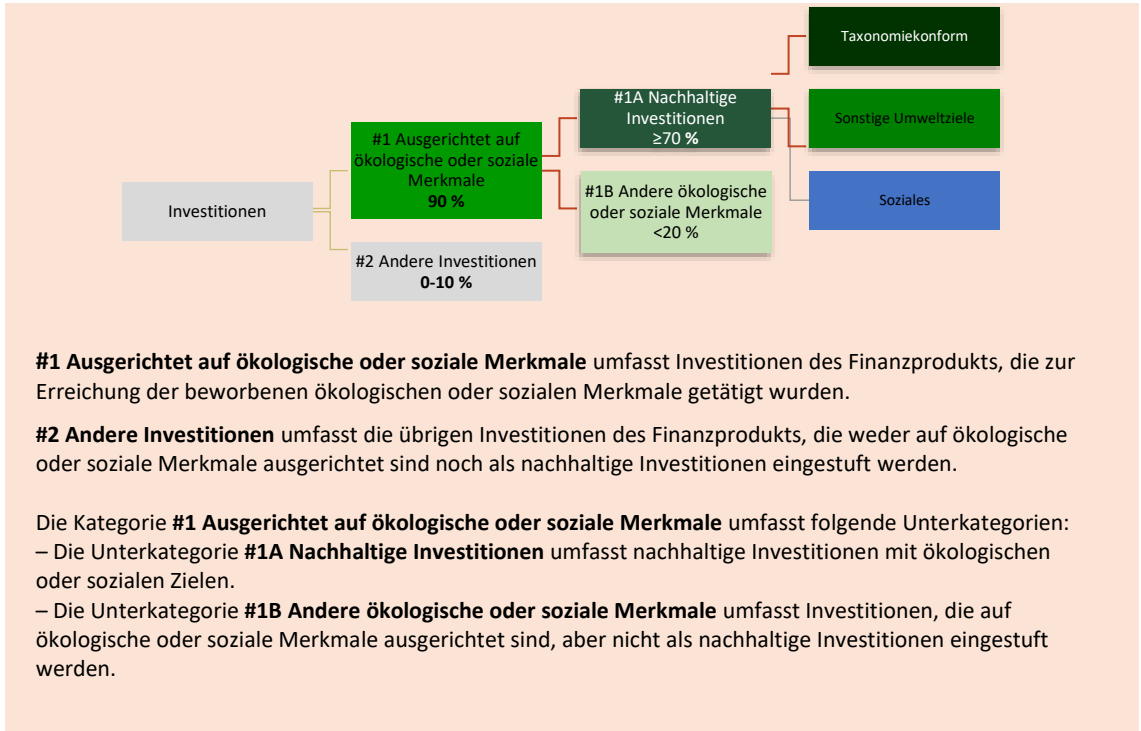 Taxonomiekonform
#1A Nachhaltige
Investitionen
≥70 %
Sonstige Umweltziele
#1 Ausgerichtet auf
ökologische oder soziale
Merkmale
90 %
#1B Andere ökologische
oder soziale Merkmale
<20 %
Soziales
Investitionen
#2 Andere Investitionen
0-10 %
#1 Ausgerichtet auf ökologische oder soziale Merkmale umfasst Investitionen des Finanzprodukts, die zur
Erreichung der beworbenen ökologischen oder sozialen Merkmale getätigt wurden.
#2 Andere Investitionen umfasst die übrigen Investitionen des Finanzprodukts, die weder auf ökologische
oder soziale Merkmale ausgerichtet sind noch als nachhaltige Investitionen eingestuft werden.
Die Kategorie #1 Ausgerichtet auf ökologische oder soziale Merkmale umfasst folgende Unterkategorien:
– Die Unterkategorie #1A Nachhaltige Investitionen umfasst nachhaltige Investitionen mit ökologischen
oder sozialen Zielen.
– Die Unterkategorie #1B Andere ökologische oder soziale Merkmale umfasst Investitionen, die auf
ökologische oder soziale Merkmale ausgerichtet sind, aber nicht als nachhaltige Investitionen eingestuft
werden.